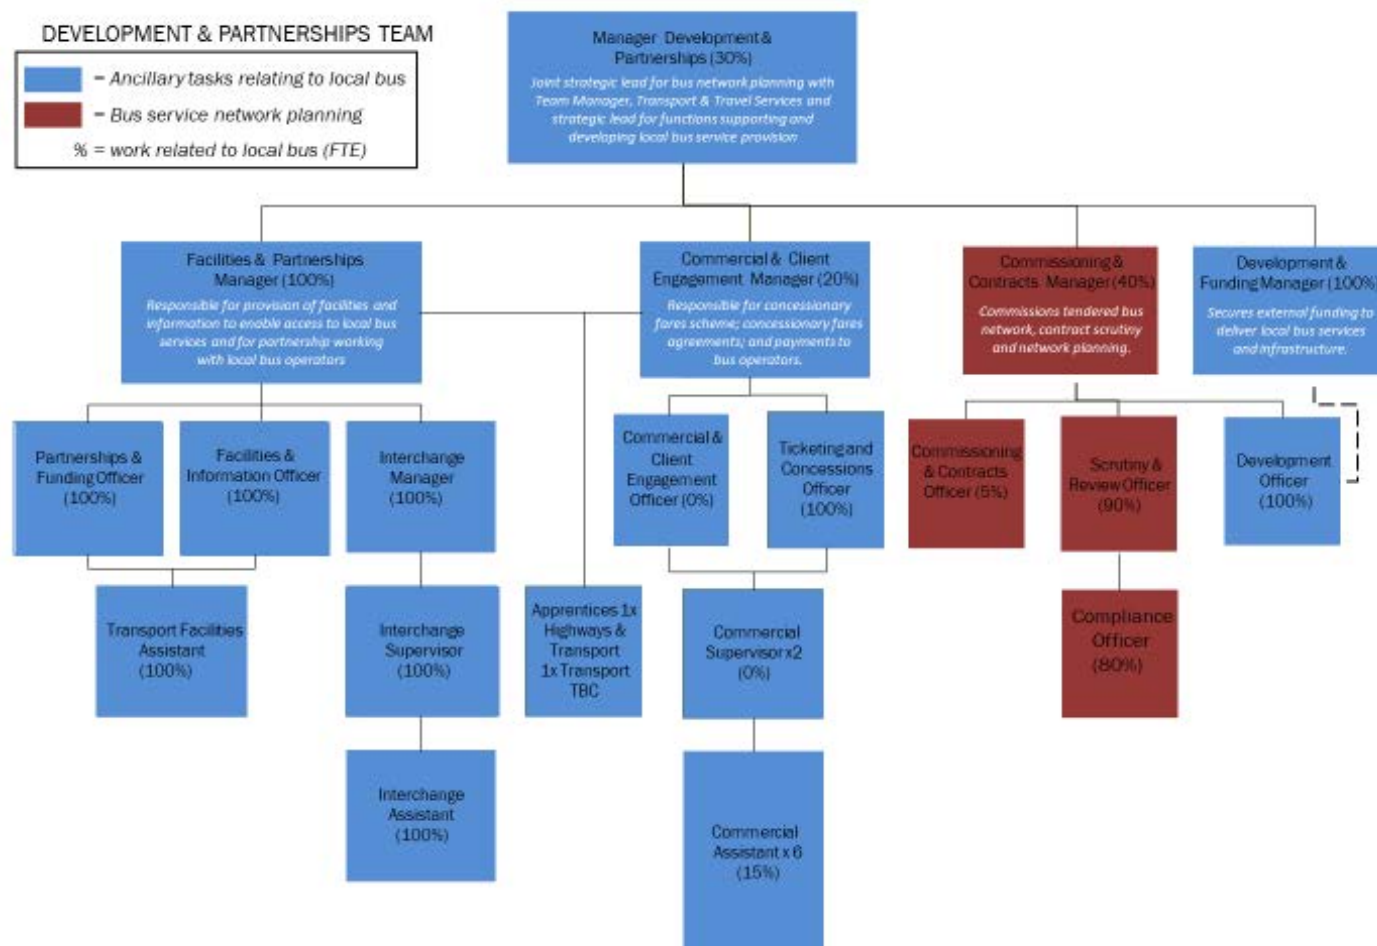 DEVELOPMENT & PARTNERSHIPS TEAM
= Ancillary tasks relating to local bus
= Bus service network planning
% = work related to local bus (FTE)
Manager Development &
Partnerships (30%)
Joint strategic lead for bus network planning with
Team Manager, Transport & Travel Services and
strategic lead for functions supporting and
developing local bus service provision
Facilities & Partnerships
Manager (100%)
Responsible for provision of facilities and
information to enable access to local bus
services and for partnership working
with local bus operators
Commercial & Client
Engagement Manager (20%)
Responsible for concessionary
fares scheme; concessionary fares
agreements; and payments to
bus operators.
Commissioning &
Contracts Manager (40%)
Commissions tendered bus
network, contract scrutiny
and network planning.
Development &
Funding Manager (100%)
Secures external funding to
deliver local bus services
and infrastructure.
Partnerships &
Funding Officer
(100%)
Facilities &
Information Officer
(100%)
Interchange
Manager
(100%)
Commercial &
Client
Engagement
Officer (0%)
Ticketing and
Concessions
Officer
(100%)
Commissioning
& Contracts
Officer (5%)
Scrutiny &
Review Officer
(90%)
Development
Officer
(100%)
Transport Facilities
Assistant
(100%)
Interchange
Supervisor
(100%)
Apprentices 1x
Highways &
Transport
1x Transport
TBC
Commercial
Supervisor x2
(0%)
Compliance
Officer
(80%)
Interchange
Assistant
(100%)
Commercial
Assistant x 6
(15%)